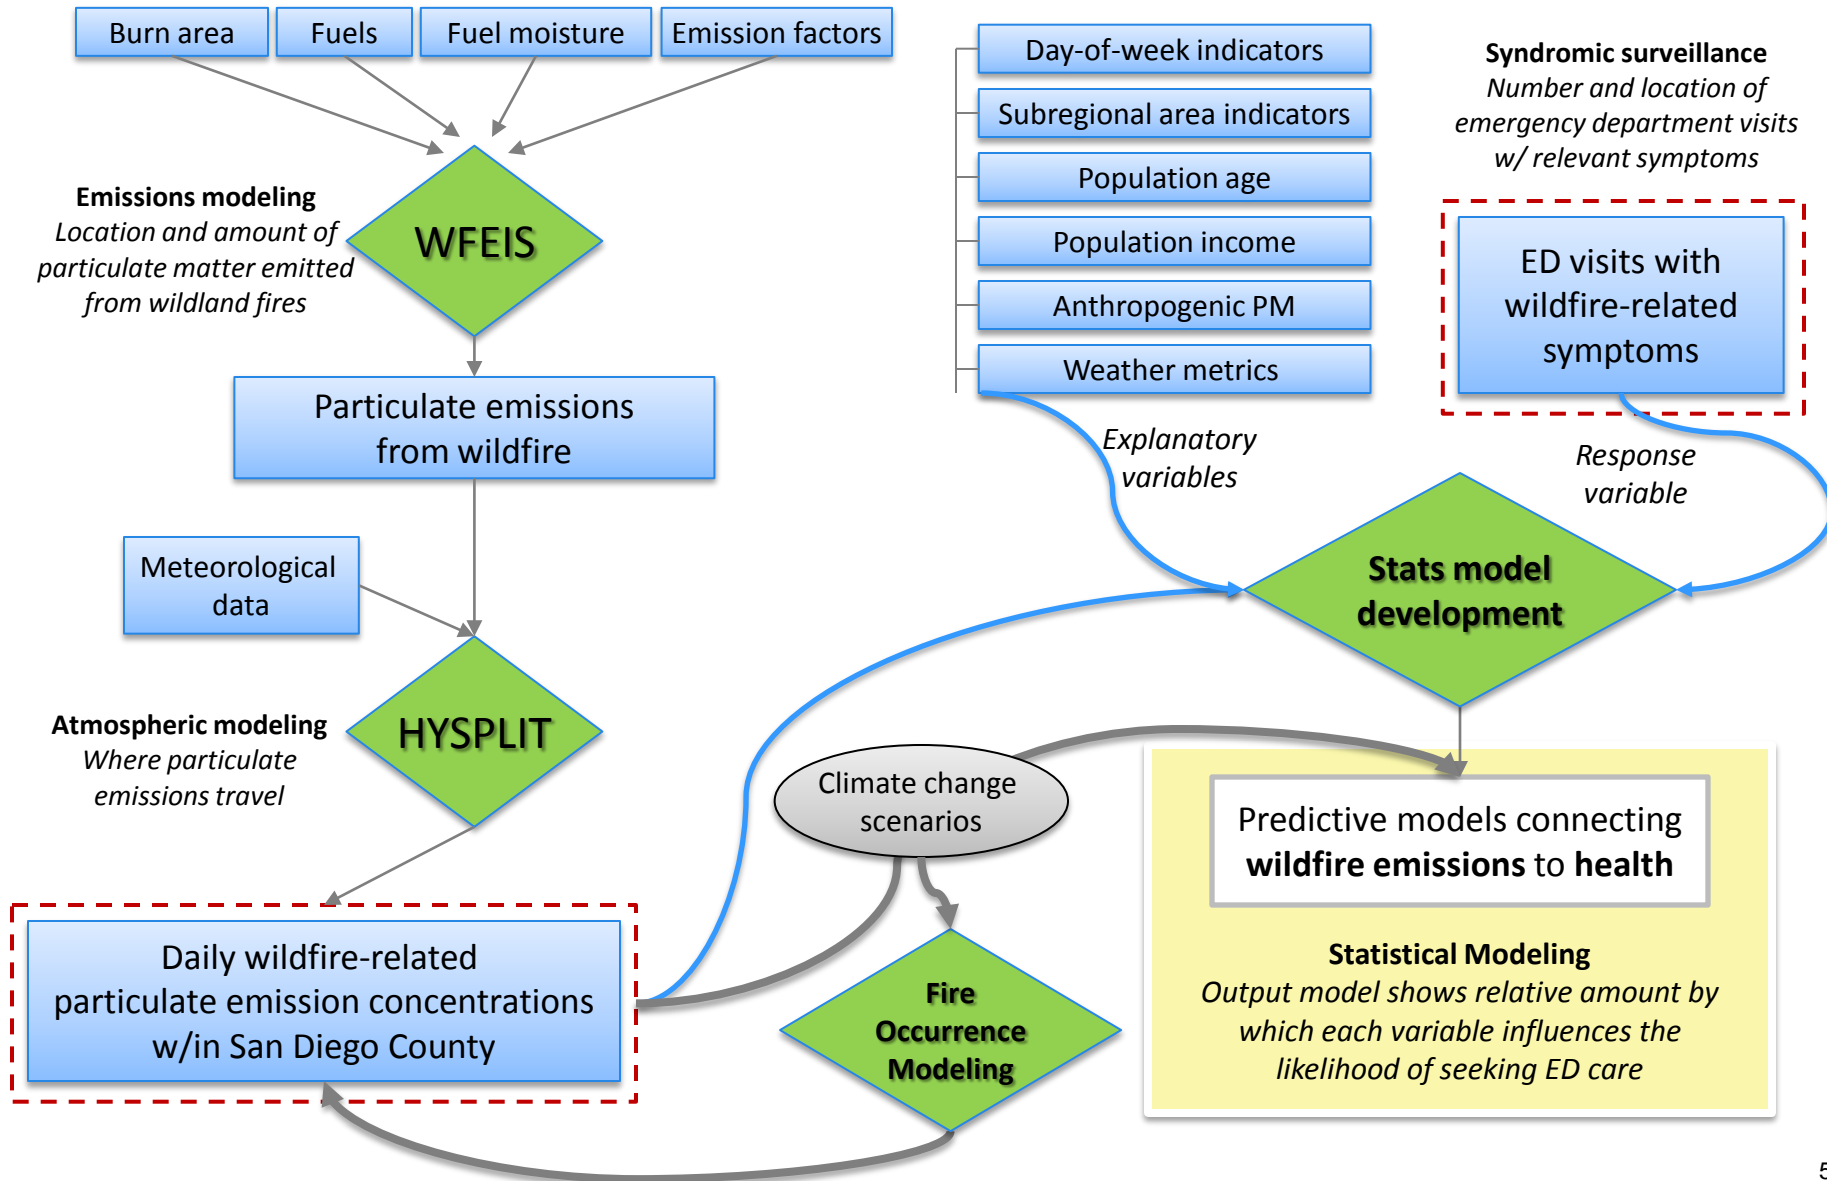 Burn area
Fuels
Fuel moisture
Emission factors
Emissions modeling
Location and amount of
particulate matter emitted
from wildland fires
WFEIS
Particulate emissions
from wildfire
Meteorological
data
Atmospheric modeling
Where particulate
emissions travel
HYSPLIT
Daily wildfire-related
particulate emission concentrations
w/in San Diego County
Day-of-week indicators
Subregional area indicators
Population age
Population income
Anthropogenic PM
Weather metrics
Explanatory
variables
Syndromic surveillance
Number and location of
emergency department visits
w/ relevant symptoms
ED visits with
wildfire-related
symptoms
Response
variable
Stats model
development
Climate change
scenarios
Fire
Occurrence
Modeling
Predictive models connecting
wildfire emissions to health
Statistical Modeling
Output model shows relative amount by
which each variable influences the
likelihood of seeking ED care
5